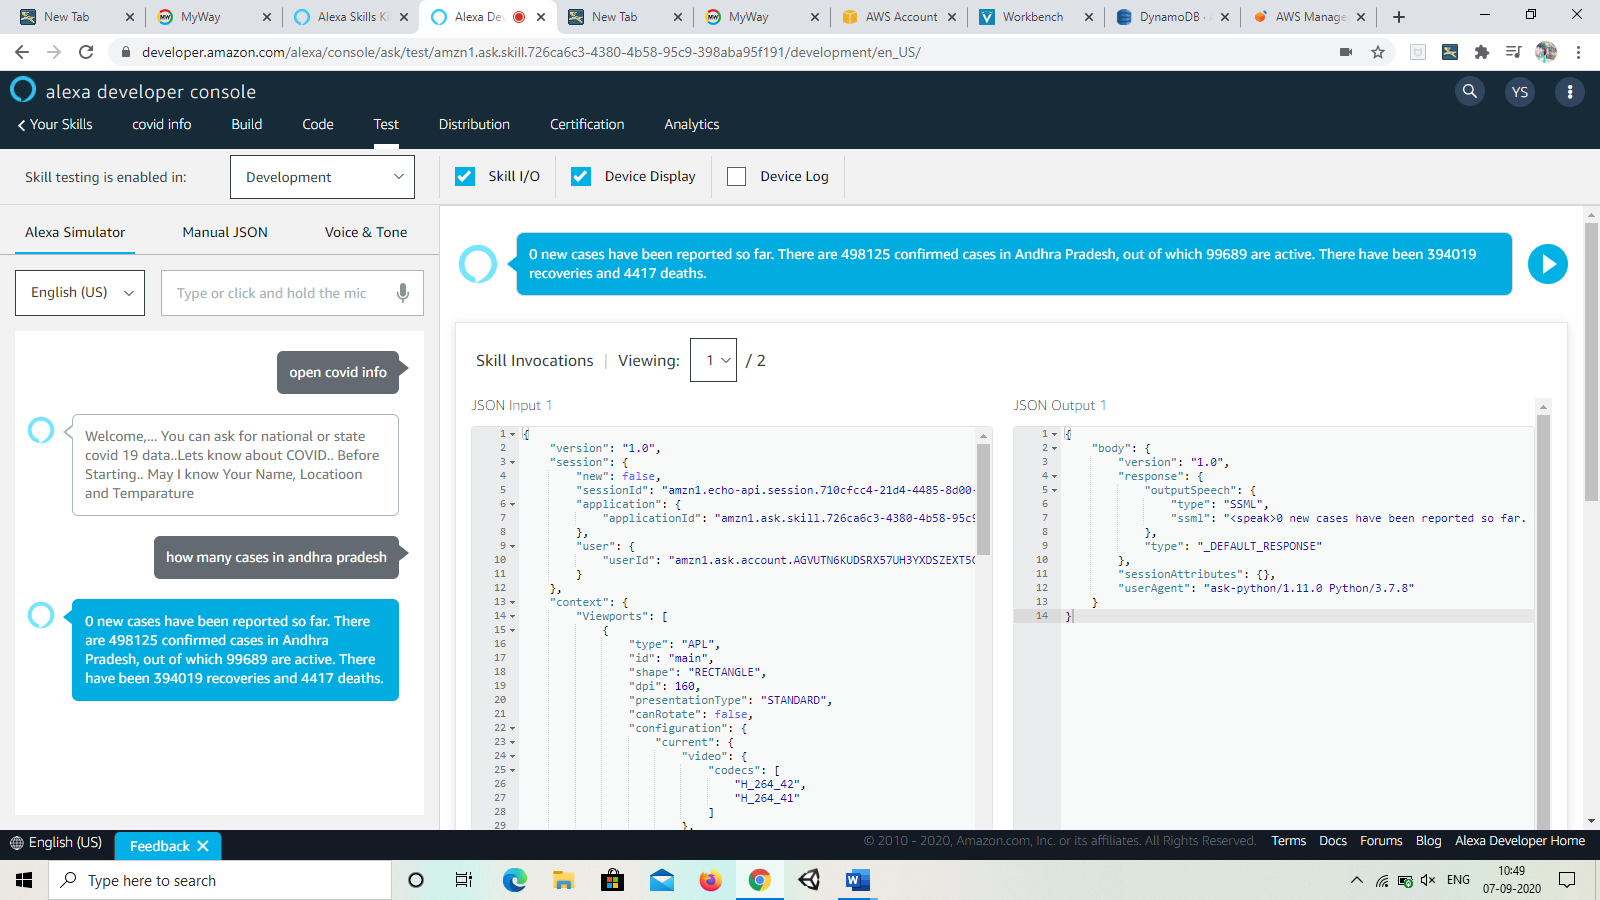 New Tab
MyWay
Alexa Skills Ki
Alexa Dev
New Tab
MyWay
AWS Account
Workbench
DynamoDB -
AWS Manage
developer.amazon.com/alexa/console/ask/test/amzn1.ask.skill.726ca6c3-4380-4b58-95c9-398aba95f191/development/en_US/
alexa developer console
YS
Your Skills
covid info
Build
Code
Test
Distribution
Certification
Analytics
Skill testing is enabled in:
Development
Skill I/O
Device Display
Device Log
Alexa Simulator
Manual JSON
Voice & Tone
English (US)
Type or click and hold the mic
open covid info
Welcome,... You can ask for national or state
covid 19 data..Lets know about COVID.. Before
Starting.. May I know Your Name, Locatioon
and Temparature
how many cases in andhra pradesh
0 new cases have been reported so far. There
are 498125 confirmed cases in Andhra
Pradesh, out of which 99689 are active. There
have been 394019 recoveries and 4417 deaths.
0 new cases have been reported so far. There are 498125 confirmed cases in Andhra Pradesh, out of which 99689 are active. There have been 394019
recoveries and 4417 deaths.
Skill Invocations | Viewing: 1 / 2
JSON Input 1
1 {
2 "version": "1.0",
3 "session": {
4 "new": false,
5 "sessionId": "amzn1.echo-api.session.710cfcc4-21d4-4485-8d00-
6 "application": {
7 "applicationId": "amzn1.ask.skill.726ca6c3-4380-4b58-95c9
8 },
9 "user": {
10 "userId": "amzn1.ask.account.AGVUTN6KUDSRX57UH3YXDSZEXT5
11 }
12 },
13 "context": {
14 "Viewports": [
15 {
16 "type": "APL",
17 "id": "main",
18 "shape": "RECTANGLE",
19 "dpi": 160,
20 "presentationType": "STANDARD",
21 "canRotate": false,
22 "configuration": {
23 "current": {
24 "video": {
25 "codecs": [
26 "H_264_42",
27 "H_264_41"
28 ]
29 },
JSON Output 1
1 {
2 "body": {
3 "version": "1.0",
4 "response": {
5 "outputSpeech": {
6 "type": "SSML",
7 "ssml": "<speak>0 new cases have been reported so far.
8 },
9 "type": "_DEFAULT_RESPONSE"
10 },
11 "sessionAttributes": {},
12 "userAgent": "ask-python/1.11.0 Python/3.7.8"
13 }
14 }
English (US)
Feedback
© 2010 - 2020, Amazon.com, Inc. or its affiliates. All Rights Reserved.
Terms
Docs
Forums
Blog
Alexa Developer Home
Type here to search
ENG
10:49
07-09-2020